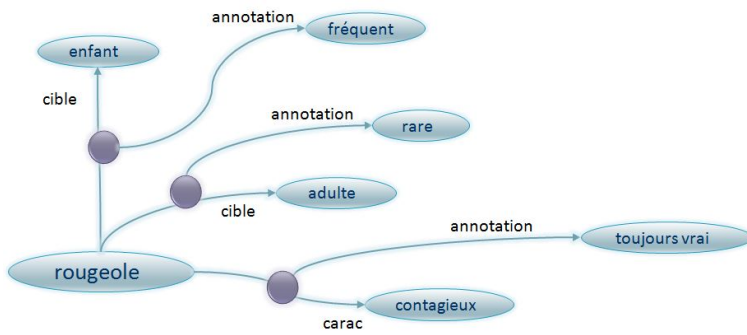 annotation
fréquent
enfant
cible
annotation
rare
adulte
cible
annotation
toujours vrai
rougeole
contagieux
carac